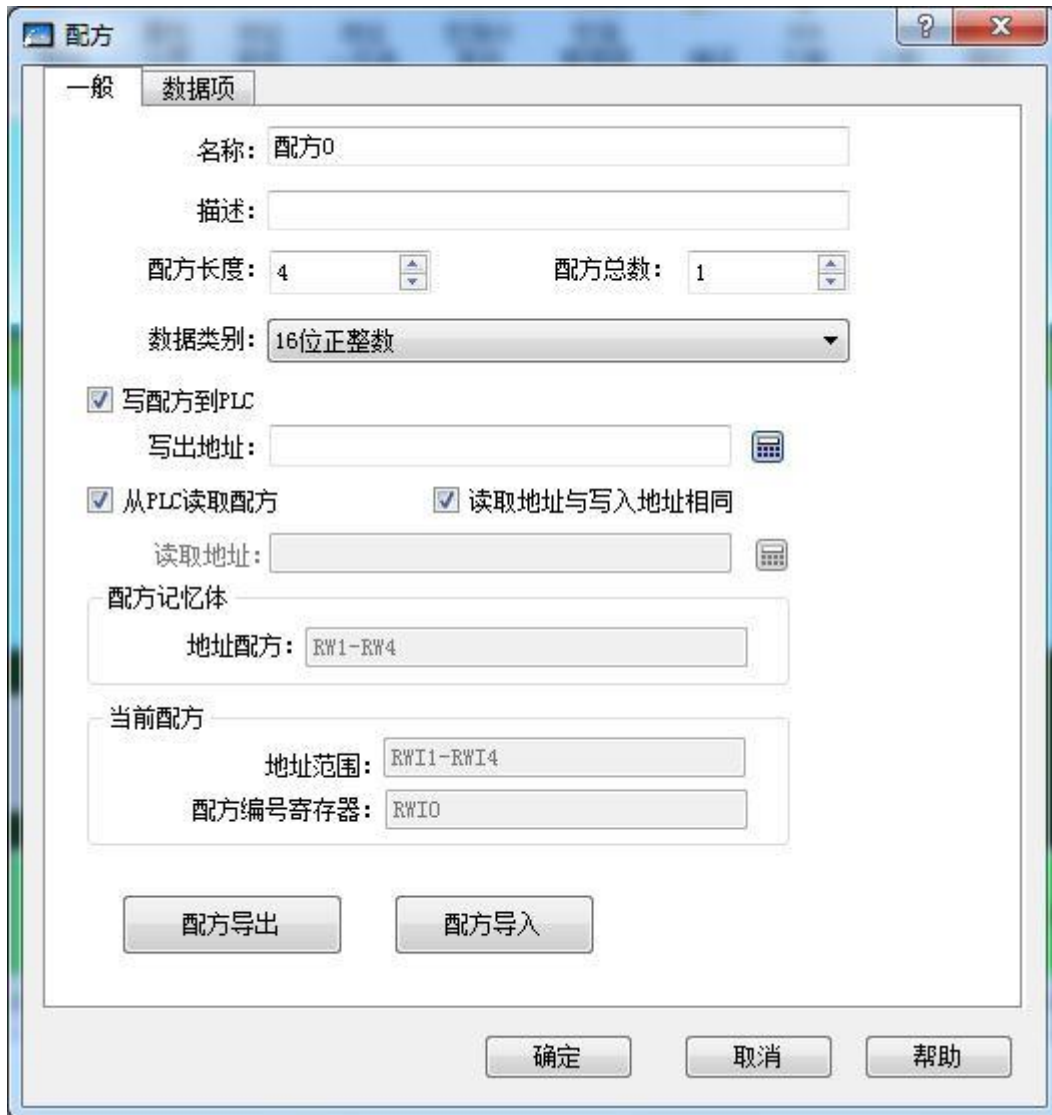 配方
一般 数据项
名称: 配方0
描述:
配方长度: 4 配方总数: 1
数据类别: 16位正整数
写配方到PLC
写出地址:
从PLC读取配方 读取地址与写入地址相同
读取地址:
配方记忆体
地址配方: RW1-RW4
当前配方
地址范围: RWI1-RWI4
配方编号寄存器: RWI0
配方导出 配方导入
确定 取消 帮助